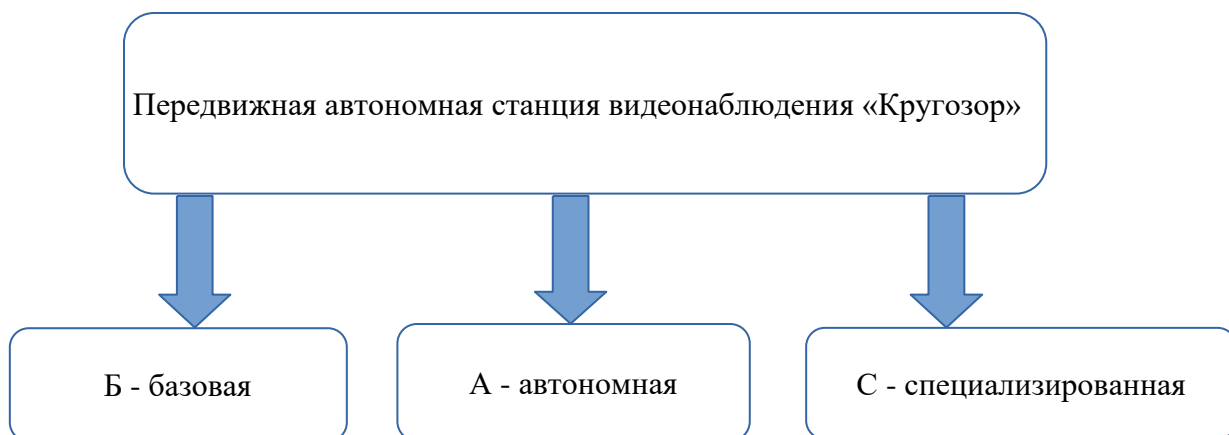 Передвижная автономная станция видеонаблюдения «Кругозор»
Б - базовая
А - автономная
С - специализированная